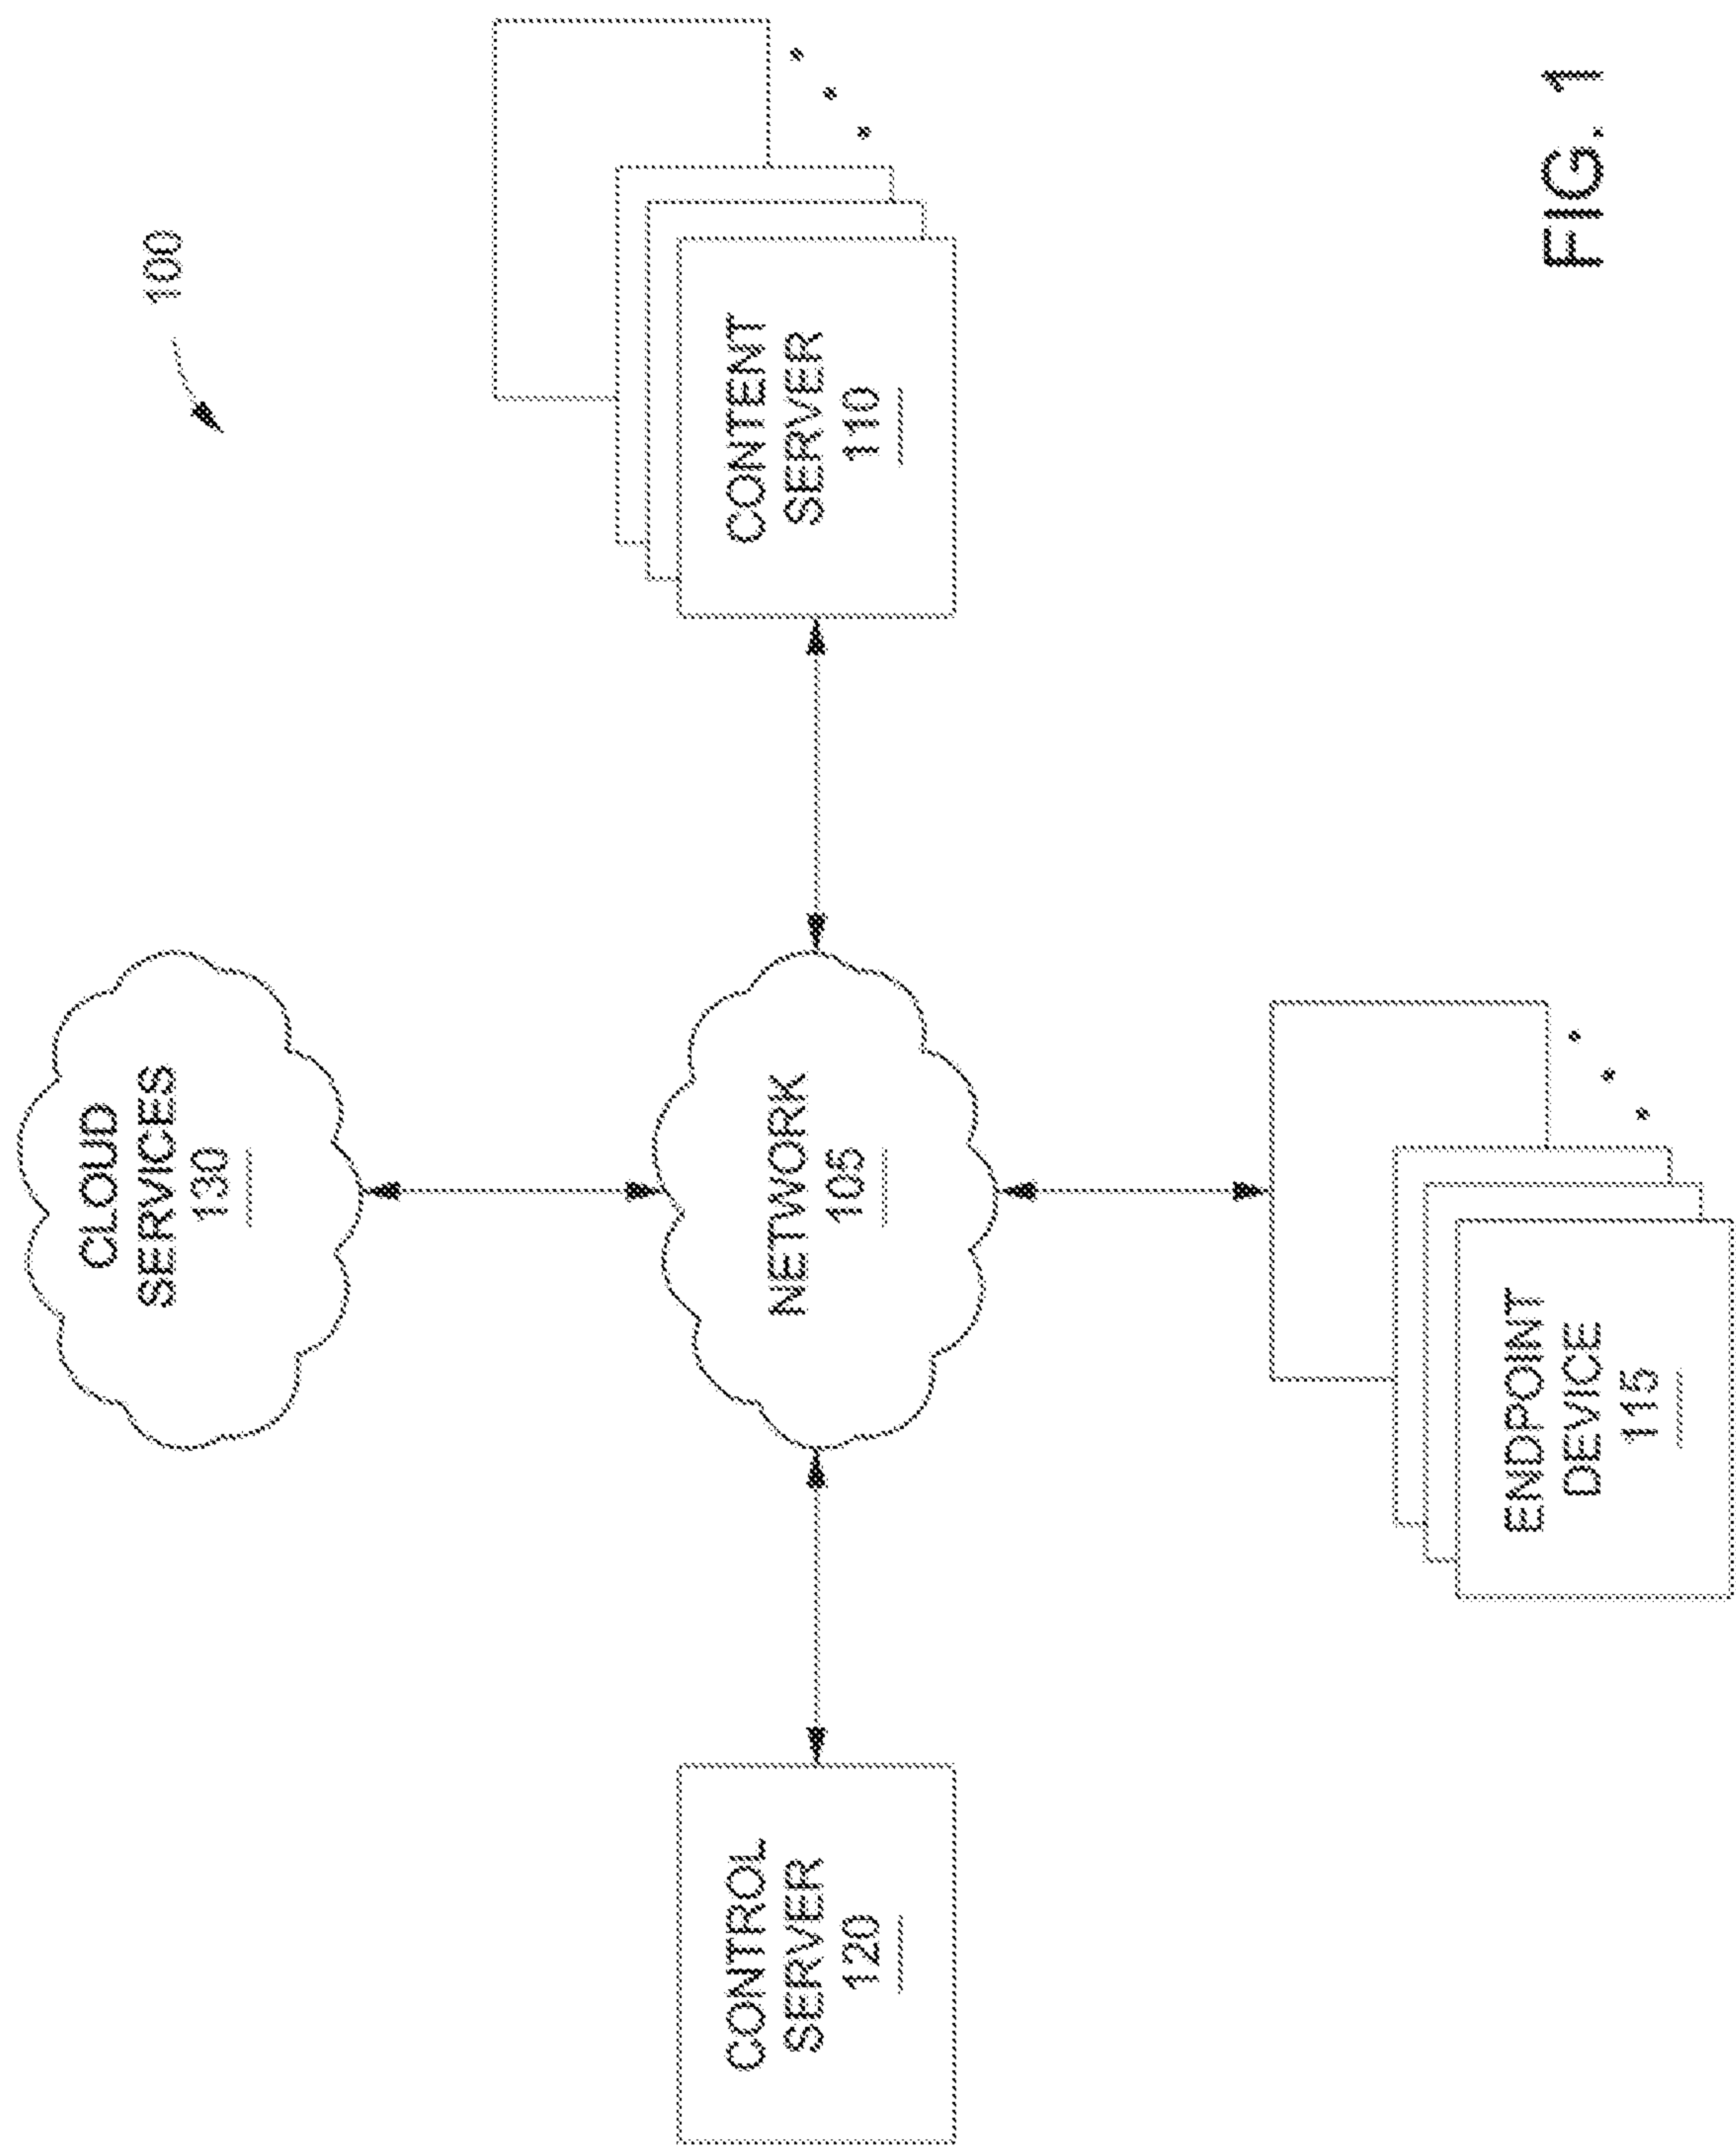 100
CLOUD
SERVICES
130
CONTROL
SERVER
120
NETWORK
105
CONTENT
SERVER
110
ENDPOINT
DEVICE
115
FIG. 1